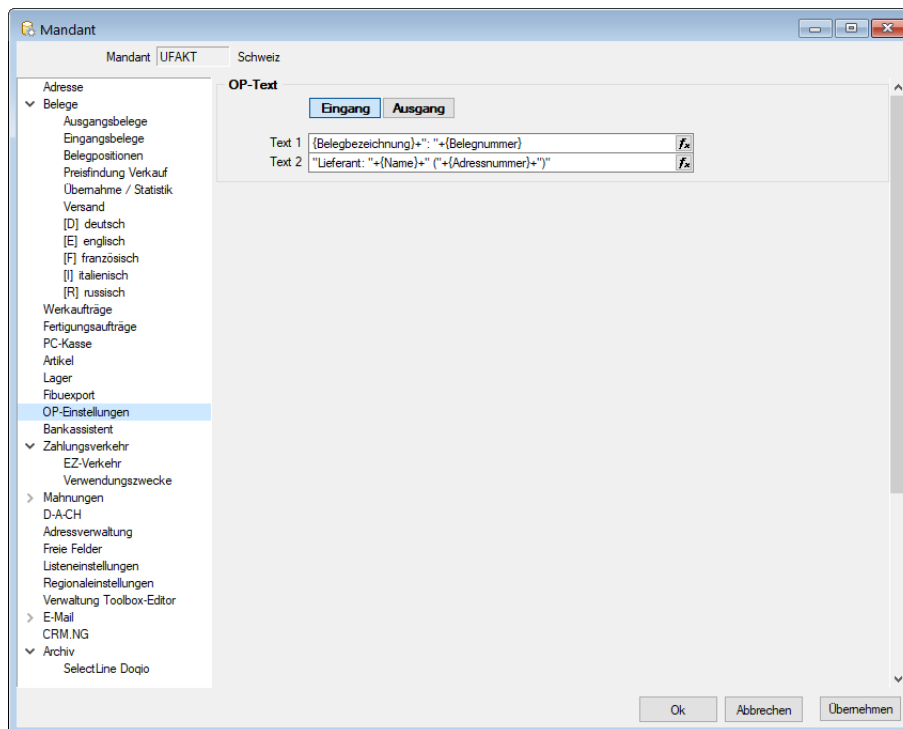 Mandant
Mandant UFAKT Schweiz
Adresse
Belege
Ausgangsbelege
Eingangsbelege
Belegpositionen
Preisfindung Verkauf
Übernahme / Statistik
Versand
[D] deutsch
[E] englisch
[F] französisch
[I] italienisch
[R] russisch
Werkaufträge
Fertigungsaufträge
PC-Kasse
Artikel
Lager
Fibuexport
OP-Einstellungen
Bankassistent
Zahlungsverkehr
EZ-Verkehr
Verwendungszwecke
Mahnungen
D-A-CH
Adressverwaltung
Freie Felder
Listeneinstellungen
Regionaleinstellungen
Verwaltung Toolbox-Editor
E-Mail
CRM.NG
Archiv
SelectLine Doqio
OP-Text
Eingang Ausgang
Text 1 {Belegbezeichnung}+": "+{Belegnummer} fx
Text 2 "Lieferant: "+{Name}+" ("+{Adressnummer}+")" fx
Ok Abbrechen Übernehmen